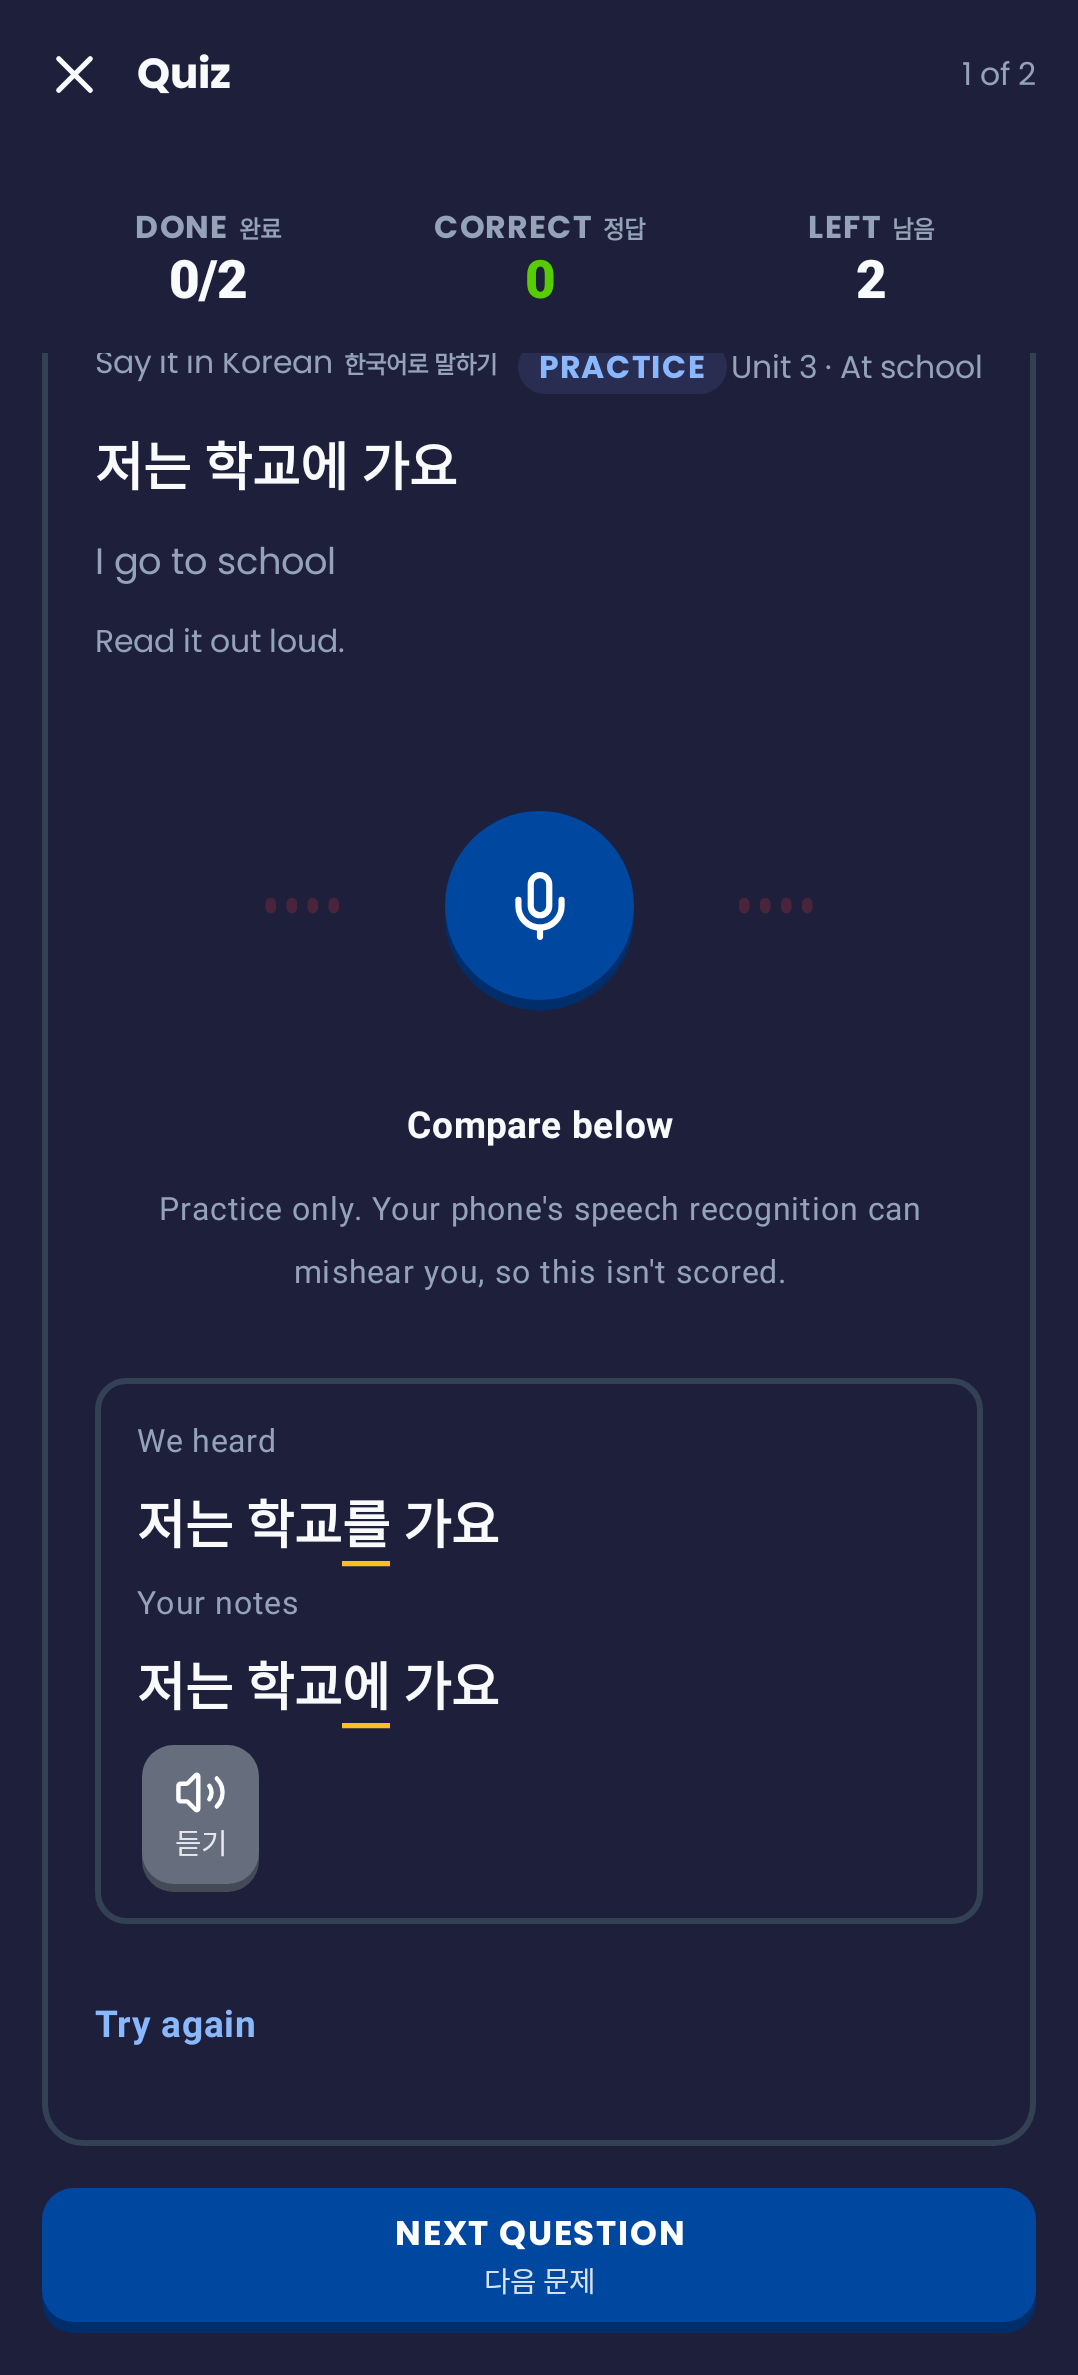 Quiz
1 of 2
DONE 완료
0/2
CORRECT 정답
0
LEFT 남음
2
Say it in Korean 한국어로 말하기 PRACTICE Unit 3 · At school
저는 학교에 가요
I go to school
Read it out loud.
Compare below
Practice only. Your phone's speech recognition can
mishear you, so this isn't scored.
We heard
저는 학교를 가요
Your notes
저는 학교에 가요
듣기
Try again
NEXT QUESTION
다음 문제